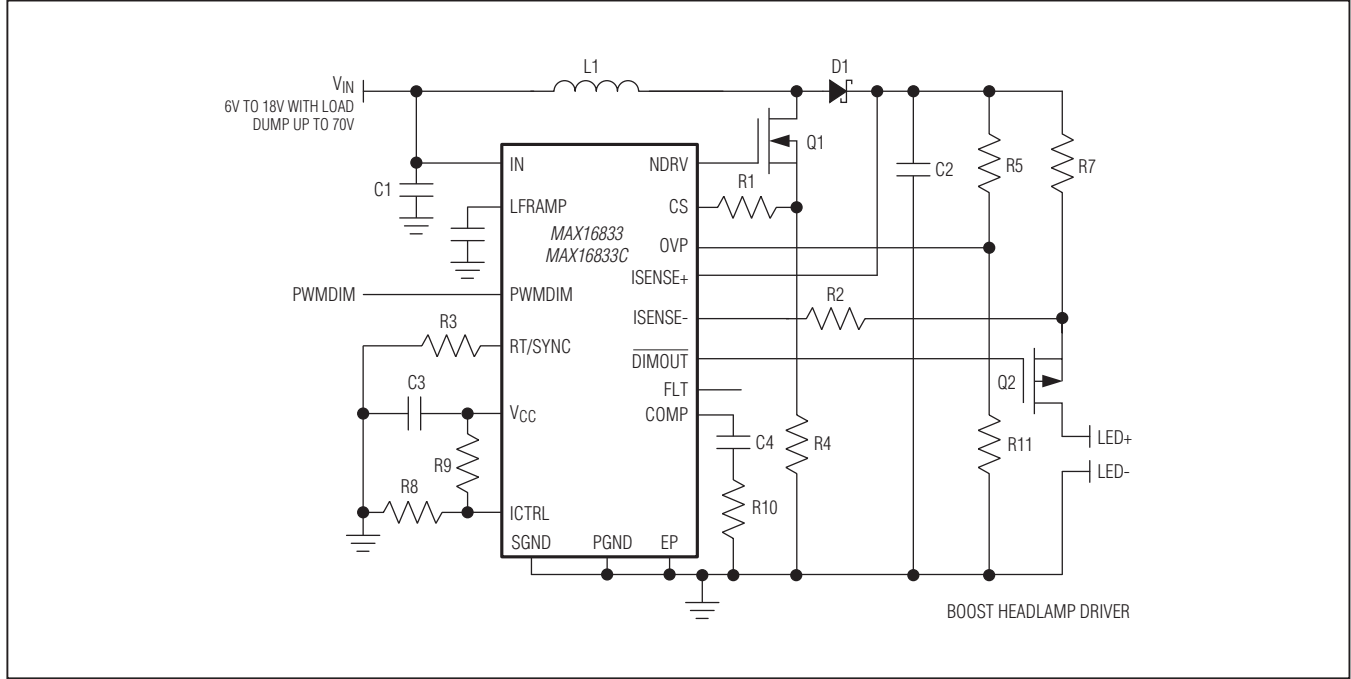 L1
D1
VIN
6V TO 18V WITH LOAD
DUMP UP TO 70V
Q1
C1
IN
NDRV
R1
C2
R5
R7
LFRAMP
CS
MAX16833
MAX16833C
OVP
ISENSE+
PWMDIM
PWMDIM
R2
ISENSE-
R3
RT/SYNC
DIMOUT
Q2
FLT
C3
VCC
COMP
C4
R4
R11
LED+
R9
LED-
R8
R10
ICTRL
SGND
PGND
EP
BOOST HEADLAMP DRIVER